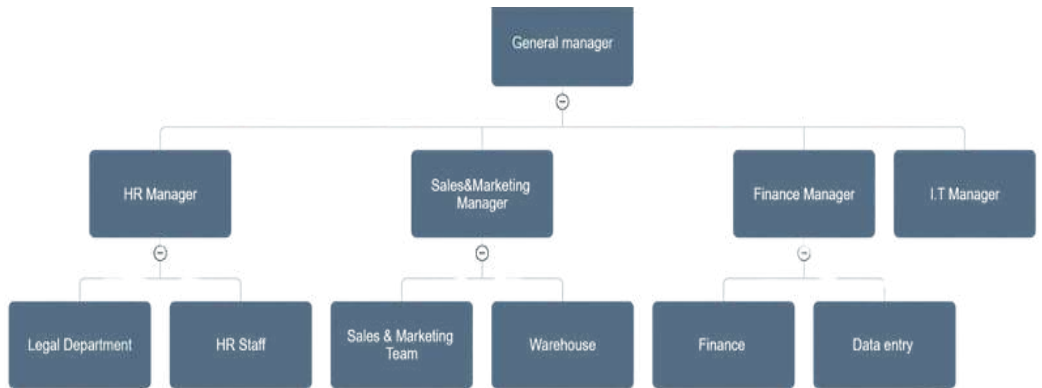 General manager
HR Manager
Sales&Marketing
Manager
Finance Manager
I.T Manager
Legal Department
HR Staff
Sales & Marketing
Team
Warehouse
Finance
Data entry